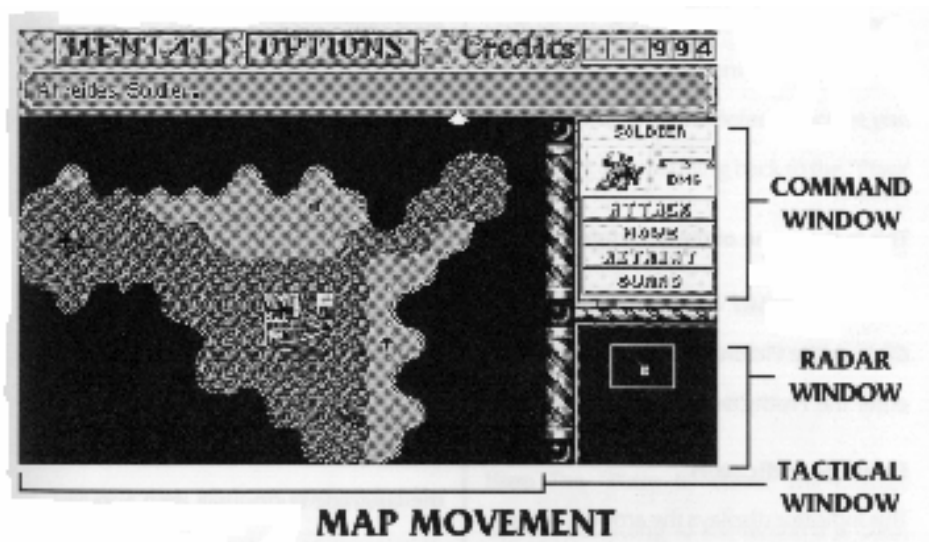 MENTAT OPTIONS Credits 994
Atreides Soldier.
SOLDIER
DMG
ATTACK
MOVE
RETREAT
GUARD
COMMAND
WINDOW
RADAR
WINDOW
TACTICAL
WINDOW
MAP MOVEMENT